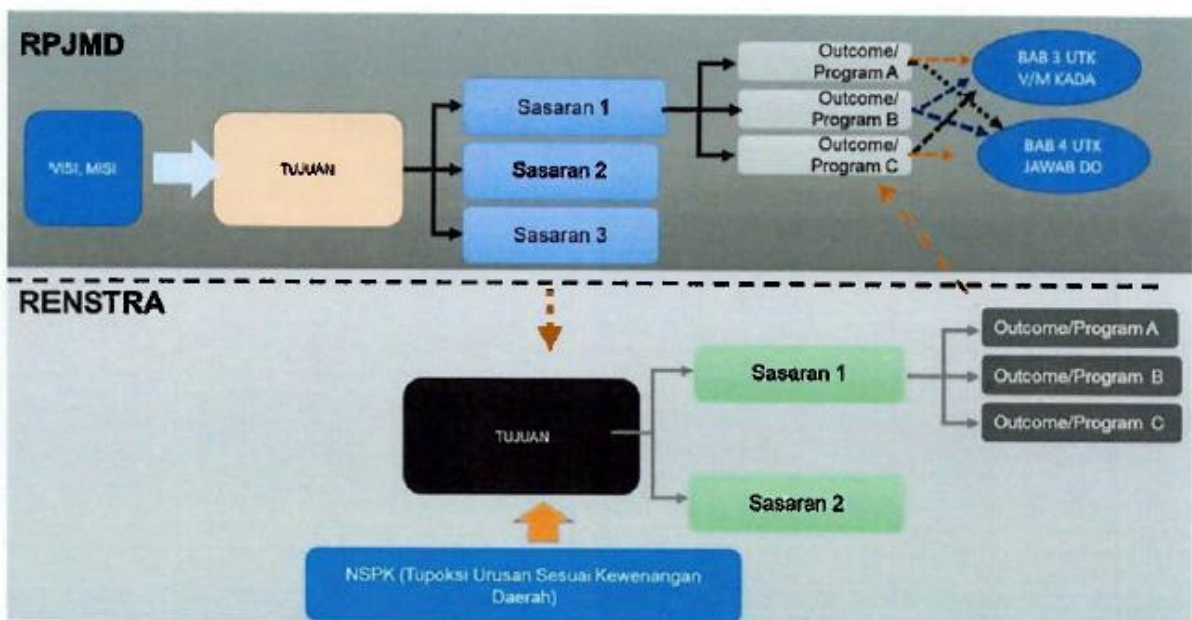 RPJMD
VISI, MISI
TUJUAN
Sasaran 1
Sasaran 2
Sasaran 3
Outcome/
Program A
Outcome/
Program B
Outcome/
Program C
BAB 3 UTK
V/M KADA
BAB 4 UTK
JAWAB DO
RENSTRA
TUJUAN
Sasaran 1
Sasaran 2
Outcome/Program A
Outcome/Program B
Outcome/Program C
NSPK (Tupoksi Urusan Sesuai Kewenangan
Daerah)